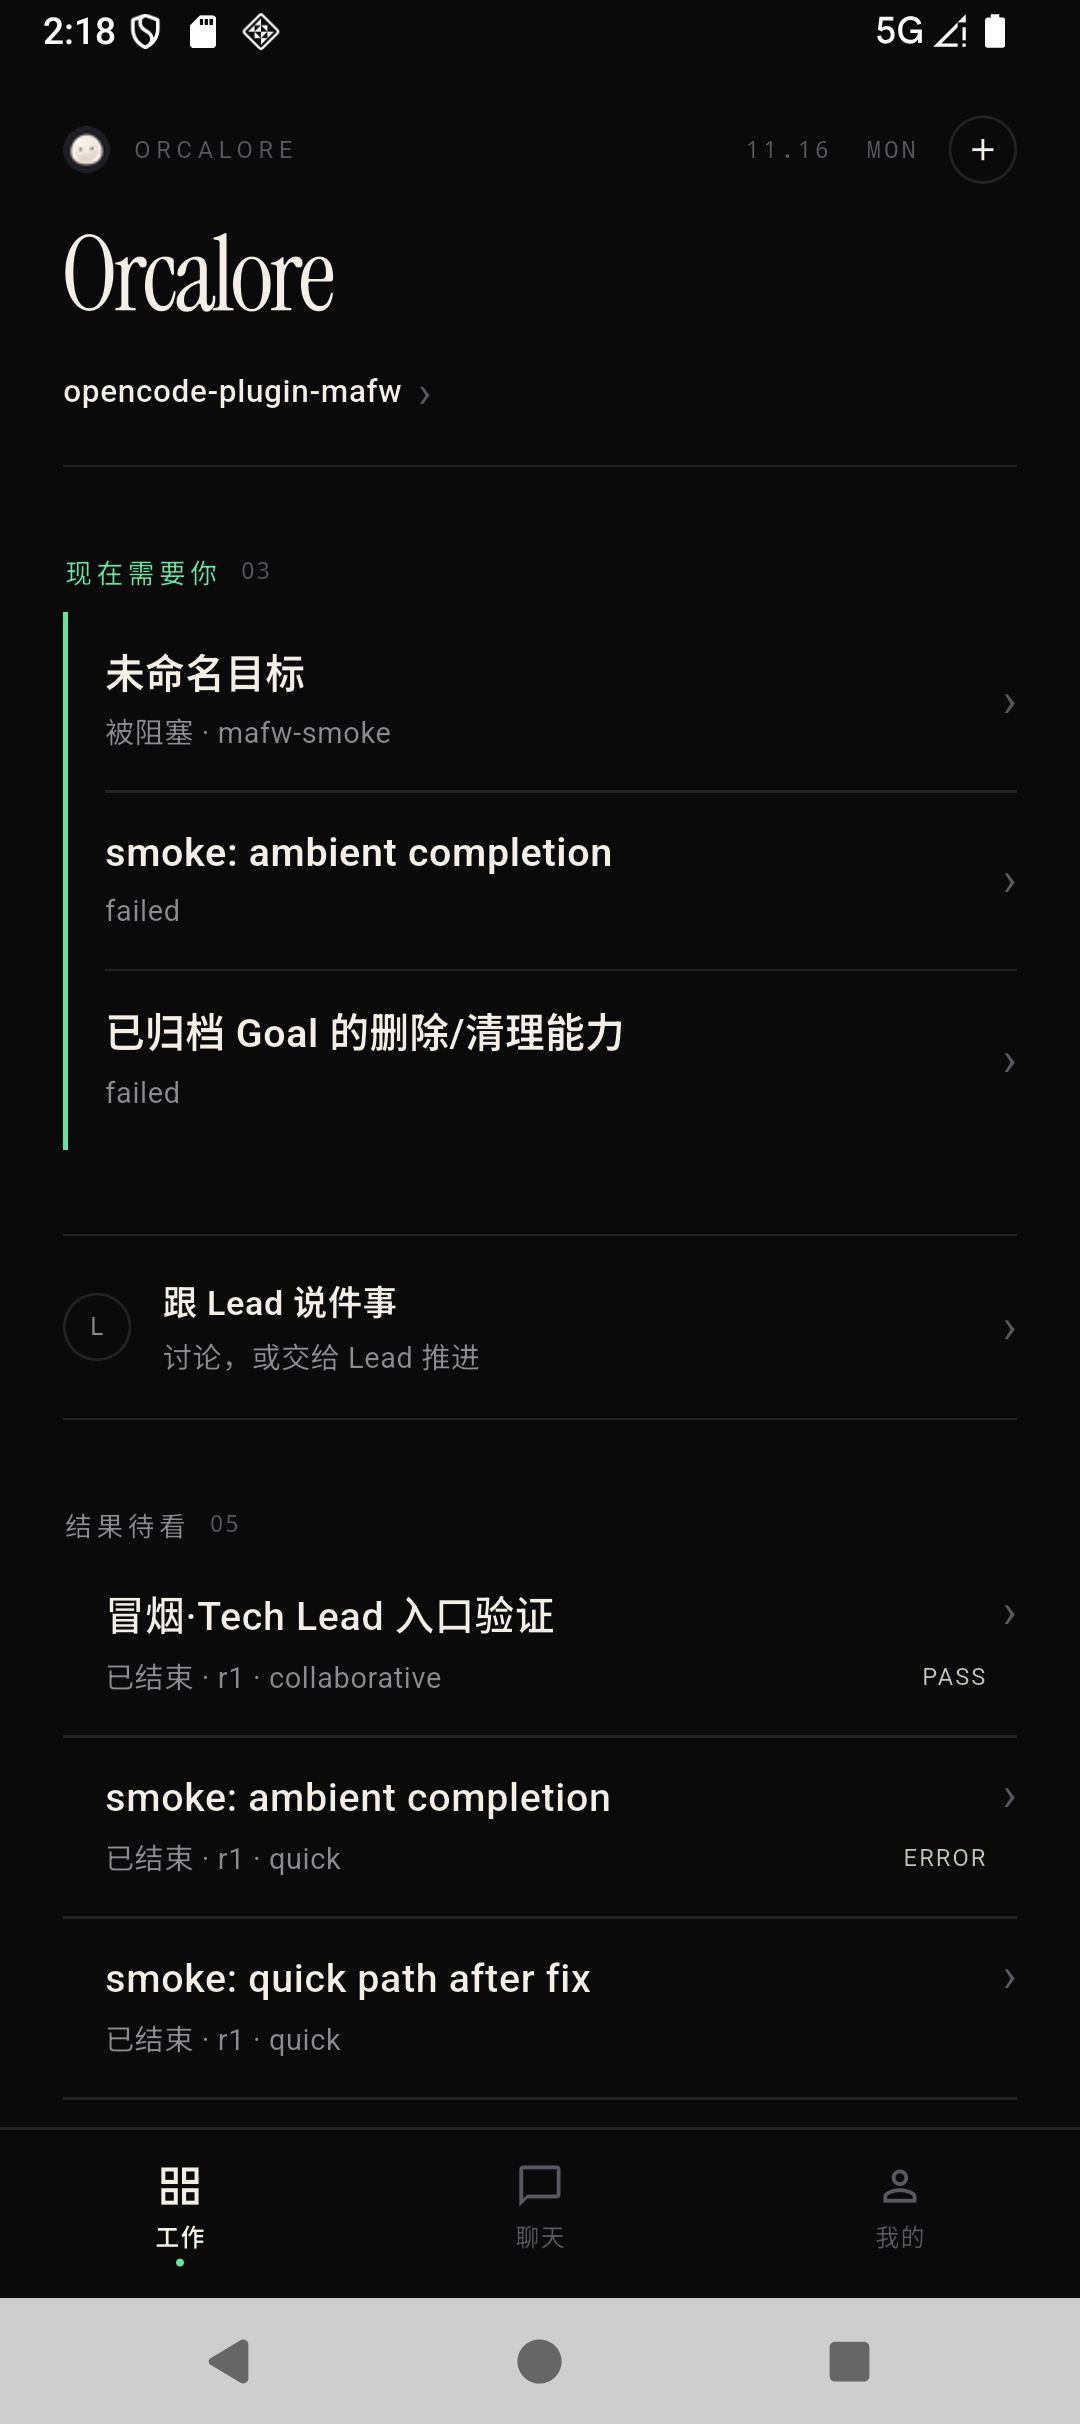 2:18 5G
ORCALORE 11.16 MON
Orcalore
opencode-plugin-mafw
现在需要你 03
未命名目标
被阻塞 · mafw-smoke
smoke: ambient completion
failed
已归档 Goal 的删除/清理能力
failed
L
跟 Lead 说件事
讨论，或交给 Lead 推进
结果待看 05
冒烟·Tech Lead 入口验证
已结束 · r1 · collaborative PASS
smoke: ambient completion
已结束 · r1 · quick ERROR
smoke: quick path after fix
已结束 · r1 · quick
工作 聊天 我的